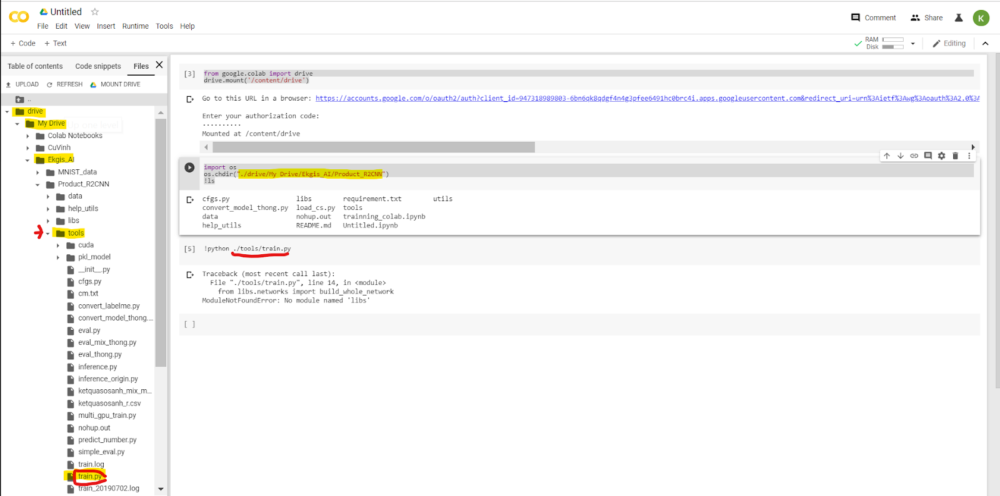 Untitled
File Edit View Insert Runtime Tools Help
Comment Share K
+ Code + Text
RAM
Disk
Editing
Table of contents Code snippets Files
UPLOAD REFRESH MOUNT DRIVE
..
drive
My Drive
Up one level
Colab Notebooks
CuVinh
Ekgis_AI
MNIST_data
Product_R2CNN
data
help_utils
libs
tools
cuda
pkl_model
__init__.py
cfgs.py
cm.txt
convert_labelme.py
convert_model_thong....
eval.py
eval_mix_thong.py
eval_thong.py
inference.py
inference_origin.py
ketquasosanh_mix_m...
ketquasosanh_r.csv
multi_gpu_train.py
nohup.out
predict_number.py
simple_eval.py
train.log
train.py
train_20190702.log
[3] from google.colab import drive
drive.mount('/content/drive')
Go to this URL in a browser: https://accounts.google.com/o/oauth2/auth?client_id=947318989803-6bn6qk8qdgf4n4g3pfee6491hc0brc4i.apps.googleusercontent.com&redirect_uri=urn%3Aietf%3Awg%3Aoauth%3A2.0%3A
Enter your authorization code:
··········
Mounted at /content/drive
import os
os.chdir("./drive/My Drive/Ekgis_AI/Product_R2CNN")
!ls
cfgs.py libs requirement.txt utils
convert_model_thong.py load_cs.py tools
data nohup.out trainning_colab.ipynb
help_utils README.md Untitled.ipynb
[5] !python ./tools/train.py
Traceback (most recent call last):
File "./tools/train.py", line 14, in <module>
from libs.networks import build_whole_network
ModuleNotFoundError: No module named 'libs'
[ ]